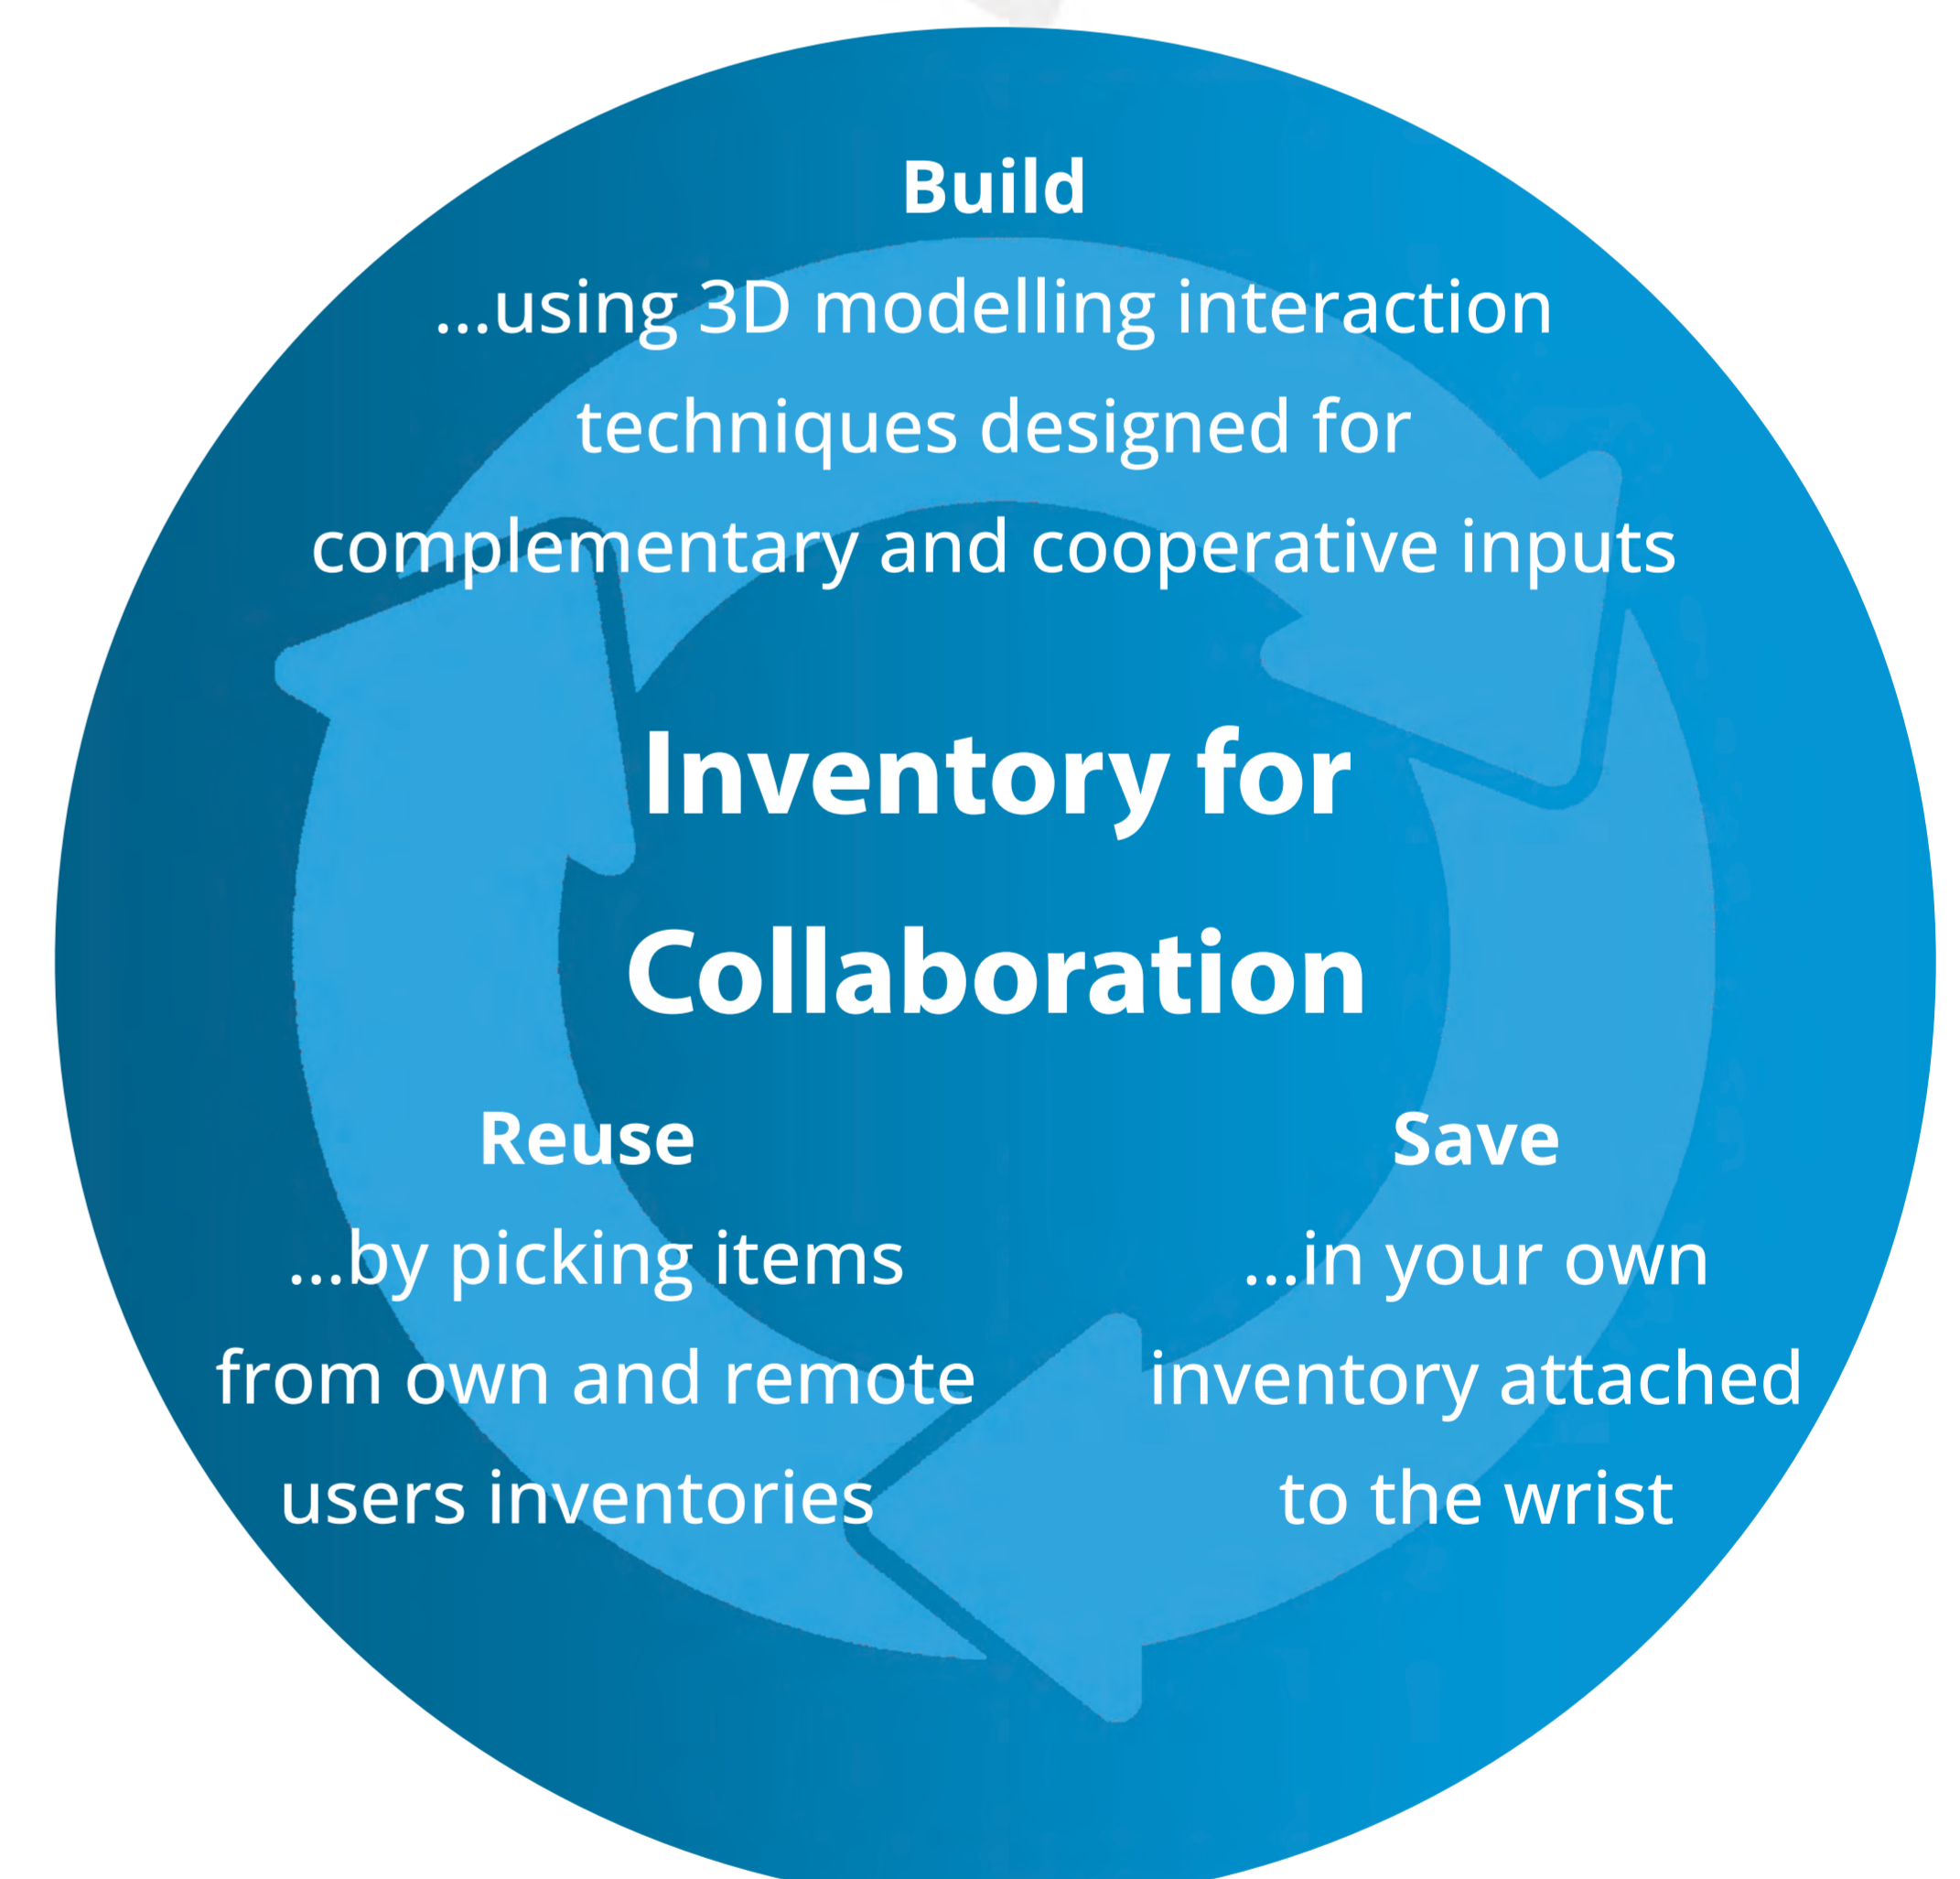 Build
...using 3D modelling interaction
techniques designed for
complementary and cooperative inputs
Inventory for
Collaboration
Reuse
...by picking items
from own and remote
users inventories
Save
...in your own
inventory attached
to the wrist